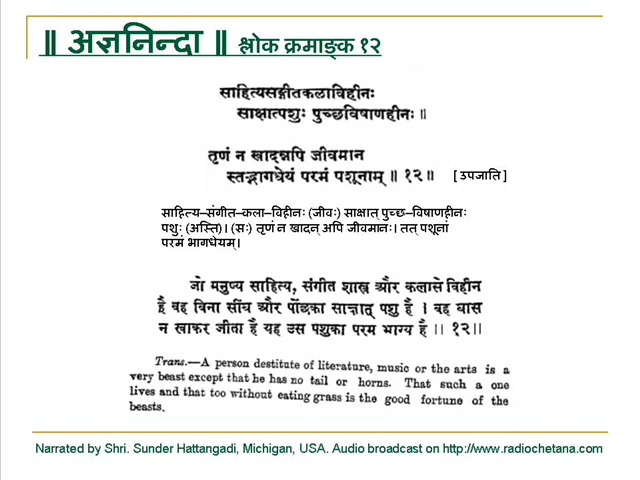 ॥ अज्ञनिन्दा ॥ श्लोक क्रमाङ्क १२
साहित्यसङ्गीतकलाविहीनः
साक्षात्पशुः पुच्छविषाणहीनः ॥
तृणं न खादन्नपि जीवमान
स्तद्भागधेयं परमं पशूनाम् ॥ १२॥ [ उपजाति ]
साहित्य–संगीत–कला–विहीनः (जीवः) साक्षात् पुच्छ–विषाणहीनः
पशुः (अस्ति)। (सः) तृणं न खादन् अपि जीवमानः। तत् पशूनां
परमं भागधेयम्।
जो मनुष्य साहित्य, संगीत शास्त्र और कलासे विहीन
है वह विना सींघ और पोंछका साक्षात् पशु है । वह घास
न खाकर जीता है यह उस पशुका परम भाग्य है ।। १२।।
Trans.—A person destitute of literature, music or the arts is a
very beast except that he has no tail or horns. That such a one
lives and that too without eating grass is the good fortune of the
beasts.
Narrated by Shri. Sunder Hattangadi, Michigan, USA. Audio broadcast on http://www.radiochetana.com